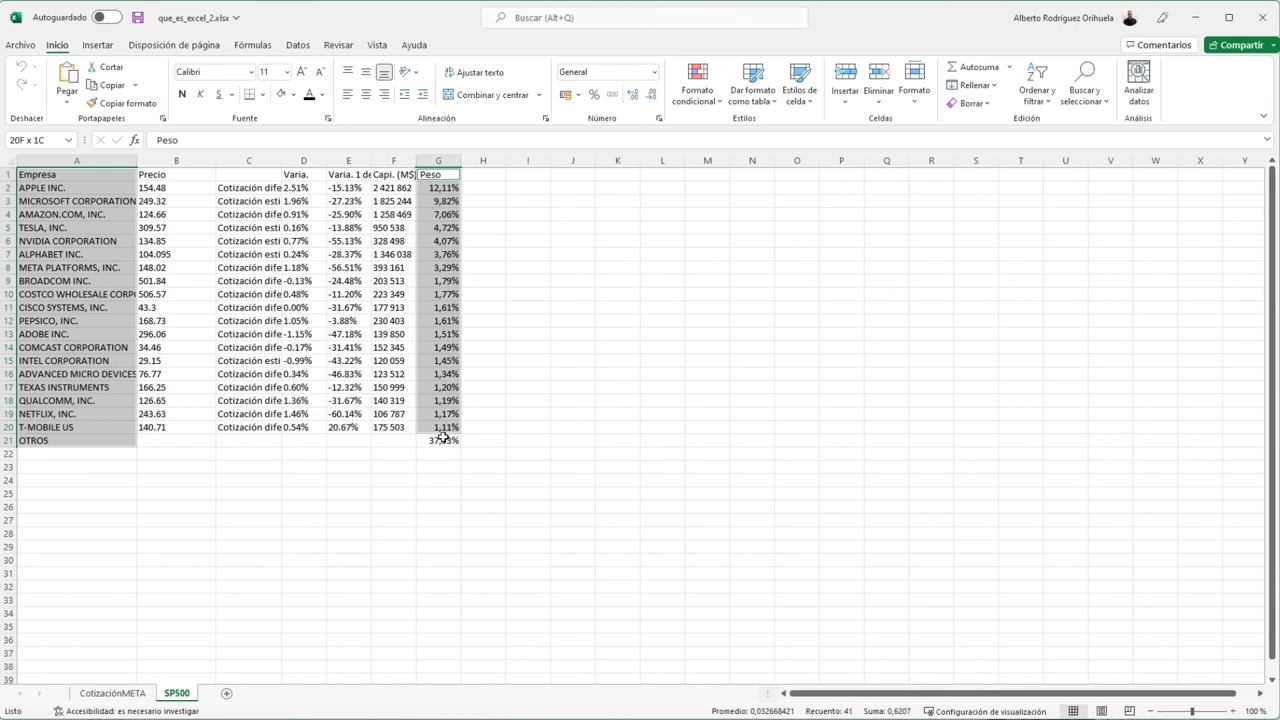 Autoguardado que_es_excel_2.xlsx Buscar (Alt+Q) Alberto Rodríguez Orihuela
Archivo Inicio Insertar Disposición de página Fórmulas Datos Revisar Vista Ayuda Comentarios Compartir
Pegar Cortar Copiar Copiar formato
Calibri 11 N K S
Ajustar texto Combinar y centrar
General
Formato condicional Dar formato como tabla Estilos de celda
Insertar Eliminar Formato
Autosuma Rellenar Borrar
Ordenar y filtrar Buscar y seleccionar Analizar datos
Deshacer Portapapeles Fuente Alineación Número Estilos Celdas Edición Análisis
20F x 1C fx Peso
A B C D E F G H I J K L M N O P Q R S T U V W X Y
1 Empresa Precio Varia. Varia. 1 de Capi. (M$) Peso
2 APPLE INC. 154.48 Cotización dife 2.51% -15.13% 2 421 862 12,11%
3 MICROSOFT CORPORATION 249.32 Cotización esti 1.96% -27.23% 1 825 244 9,82%
4 AMAZON.COM, INC. 124.66 Cotización dife 0.91% -25.90% 1 258 469 7,06%
5 TESLA, INC. 309.57 Cotización esti 0.16% -13.88% 950 538 4,72%
6 NVIDIA CORPORATION 134.85 Cotización esti 0.77% -55.13% 328 498 4,07%
7 ALPHABET INC. 104.095 Cotización esti 0.24% -28.37% 1 346 038 3,76%
8 META PLATFORMS, INC. 148.02 Cotización dife 1.18% -56.51% 393 161 3,29%
9 BROADCOM INC. 501.84 Cotización dife -0.13% -24.48% 203 513 1,79%
10 COSTCO WHOLESALE CORP 506.57 Cotización dife 0.48% -11.20% 223 349 1,77%
11 CISCO SYSTEMS, INC. 43.3 Cotización dife 0.00% -31.67% 177 913 1,61%
12 PEPSICO, INC. 168.73 Cotización dife 1.05% -3.88% 230 403 1,61%
13 ADOBE INC. 296.06 Cotización dife -1.15% -47.18% 139 850 1,51%
14 COMCAST CORPORATION 34.46 Cotización dife -0.17% -31.41% 152 345 1,49%
15 INTEL CORPORATION 29.15 Cotización esti -0.99% -43.22% 120 059 1,45%
16 ADVANCED MICRO DEVICES 76.77 Cotización dife 0.34% -46.83% 123 512 1,34%
17 TEXAS INSTRUMENTS 166.25 Cotización dife 0.60% -12.32% 150 999 1,20%
18 QUALCOMM, INC. 126.65 Cotización dife 1.36% -31.67% 140 319 1,19%
19 NETFLIX, INC. 243.63 Cotización dife 1.46% -60.14% 106 787 1,17%
20 T-MOBILE US 140.71 Cotización dife 0.54% 20.67% 175 503 1,11%
21 OTROS
22
23
24
25
26
27
28
29
30
31
32
33
34
35
36
37
38
39
CotizaciónMETA SP500
Listo Accesibilidad: es necesario investigar Promedio: 0,032668421 Recuento: 41 Suma: 0,6207 Configuración de visualización 100 %